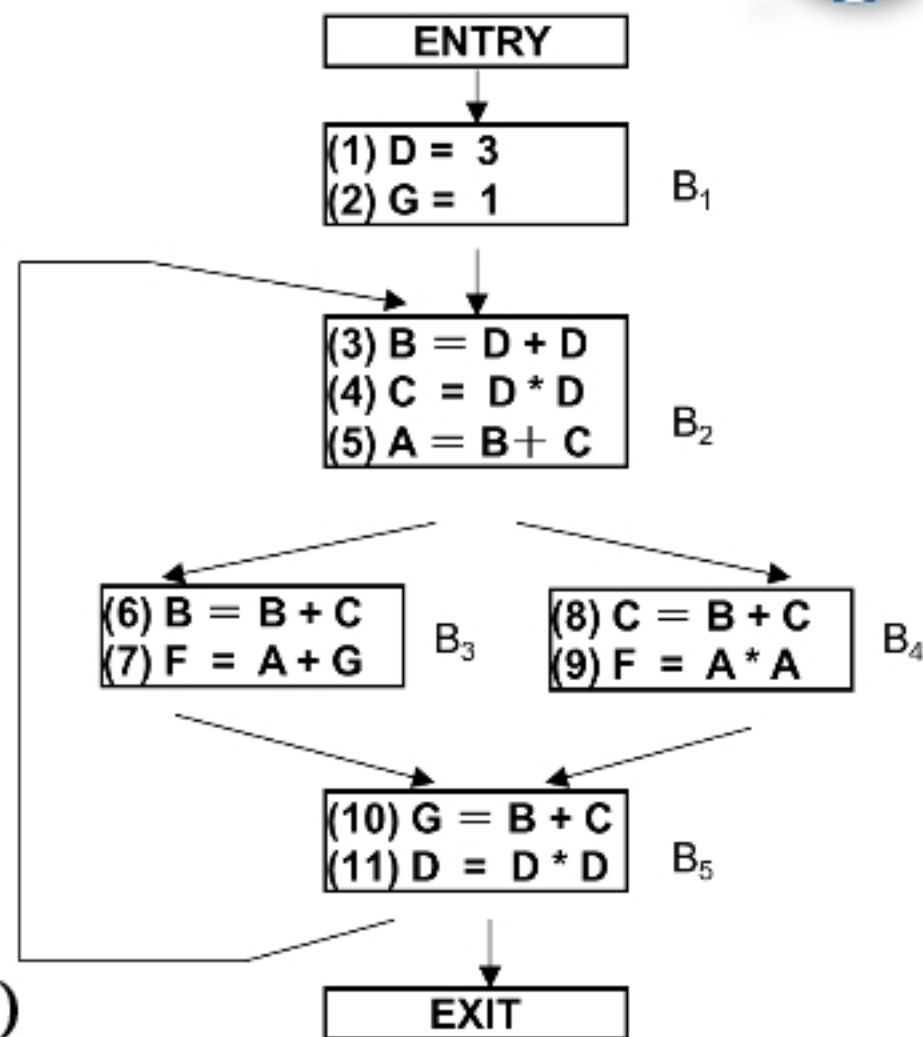 ENTRY
(1) D = 3
(2) G = 1
B₁
(3) B = D + D
(4) C = D * D
(5) A = B+ C
B₂
(6) B = B + C
(7) F = A + G
B₃
(8) C = B + C
(9) F = A * A
B₄
(10) G = B + C
(11) D = D * D
B₅
)
EXIT